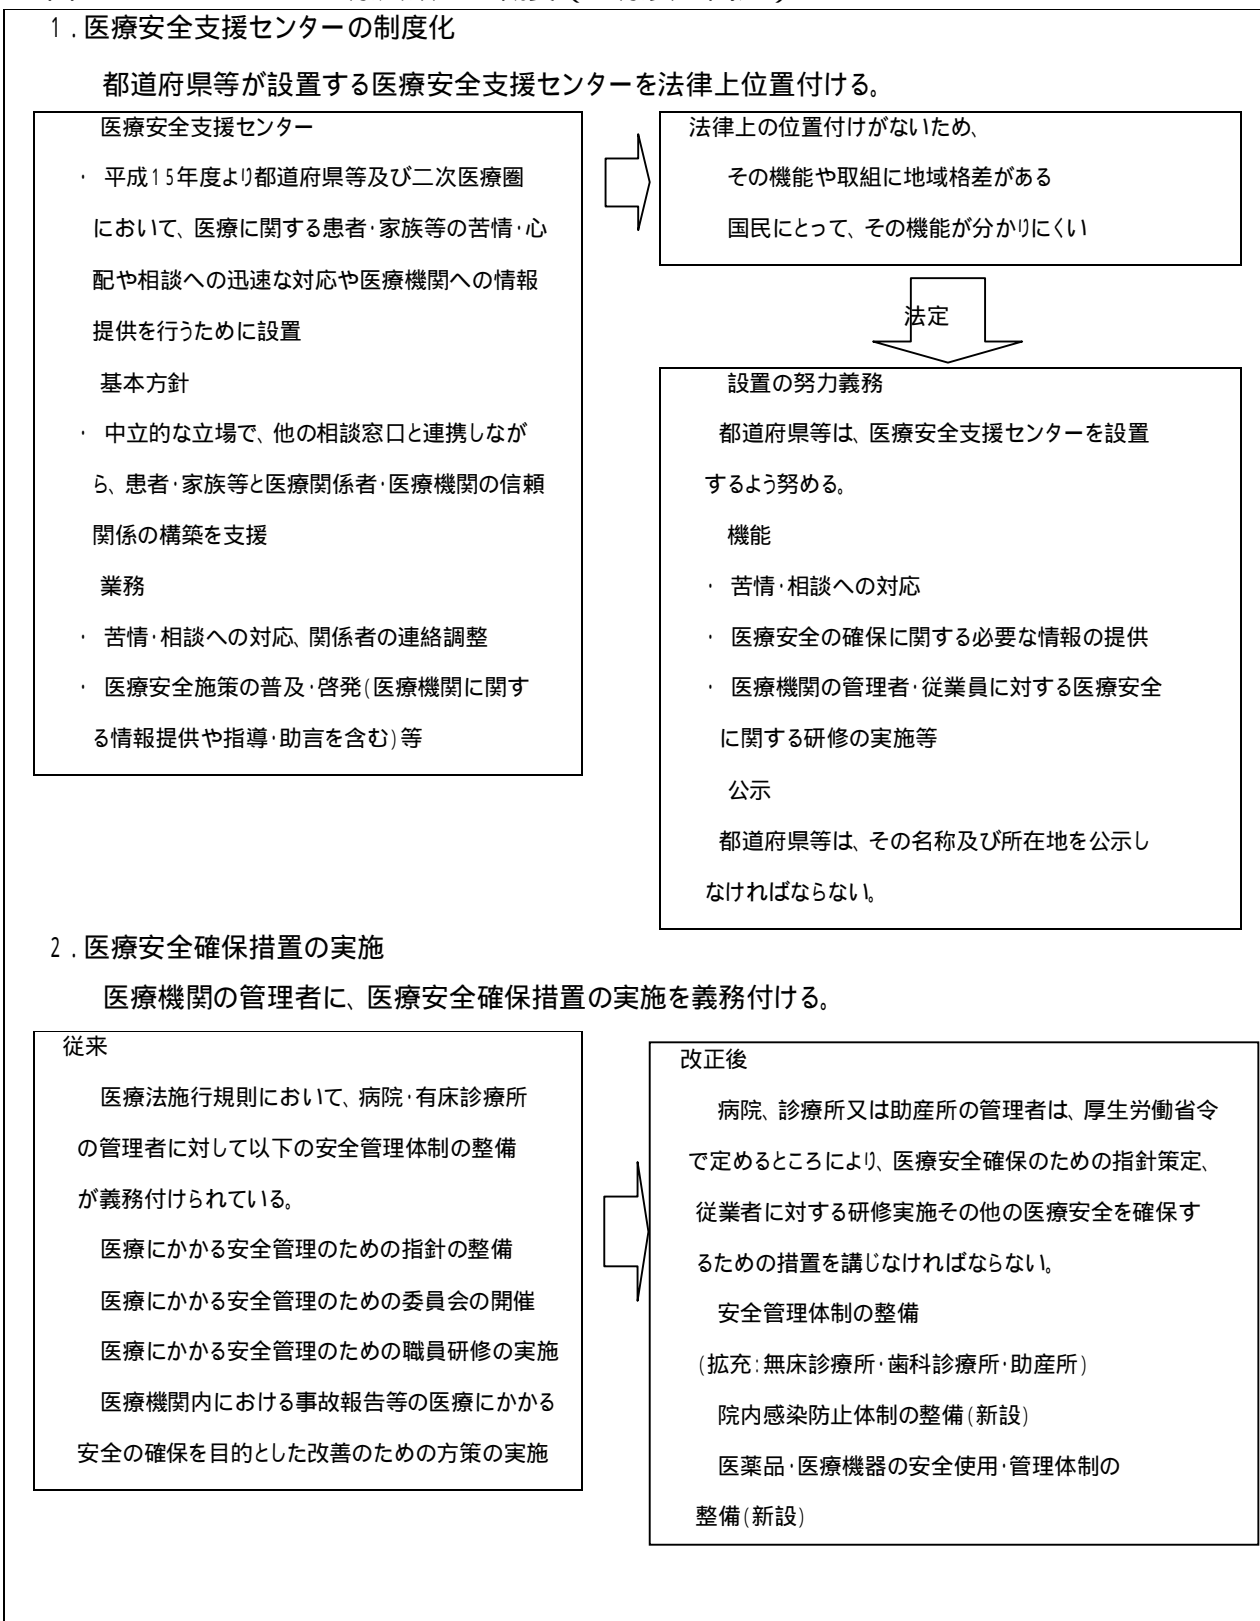 1.医療安全支援センターの制度化
都道府県等が設置する医療安全支援センターを法律上位置付ける。
医療安全支援センター
・ 平成15年度より都道府県等及び二次医療圏
において、医療に関する患者・家族等の苦情・心
配や相談への迅速な対応や医療機関への情報
提供を行うために設置
基本方針
・ 中立的な立場で、他の相談窓口と連携しなが
ら、患者・家族等と医療関係者・医療機関の信頼
関係の構築を支援
業務
・ 苦情・相談への対応、関係者の連絡調整
・ 医療安全施策の普及・啓発(医療機関に関す
る情報提供や指導・助言を含む)等
法律上の位置付けがないため、
その機能や取組に地域格差がある
国民にとって、その機能が分かりにくい
法定
設置の努力義務
都道府県等は、医療安全支援センターを設置
するよう努める。
機能
・ 苦情・相談への対応
・ 医療安全の確保に関する必要な情報の提供
・ 医療機関の管理者・従業員に対する医療安全
に関する研修の実施等
公示
都道府県等は、その名称及び所在地を公示し
なければならない。
2.医療安全確保措置の実施
医療機関の管理者に、医療安全確保措置の実施を義務付ける。
従来
医療法施行規則において、病院・有床診療所
の管理者に対して以下の安全管理体制の整備
が義務付けられている。
医療にかかる安全管理のための指針の整備
医療にかかる安全管理のための委員会の開催
医療にかかる安全管理のための職員研修の実施
医療機関内における事故報告等の医療にかかる
安全の確保を目的とした改善のための方策の実施
改正後
病院、診療所又は助産所の管理者は、厚生労働省令
で定めるところにより、医療安全確保のための指針策定、
従業者に対する研修実施その他の医療安全を確保す
るための措置を講じなければならない。
安全管理体制の整備
(拡充:無床診療所・歯科診療所・助産所)
院内感染防止体制の整備(新設)
医薬品・医療機器の安全使用・管理体制の
整備(新設)